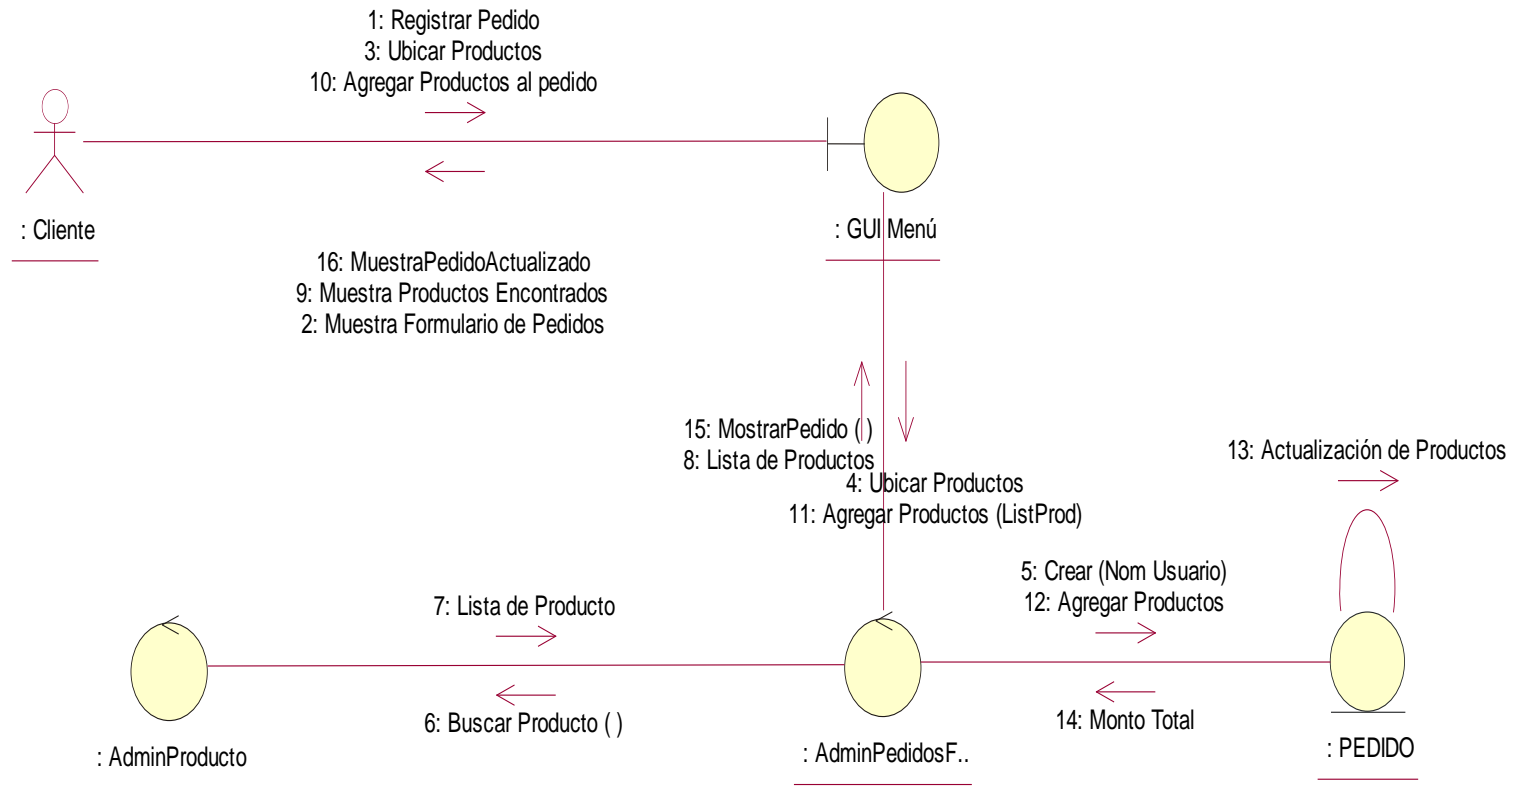 1: Registrar Pedido
3: Ubicar Productos
10: Agregar Productos al pedido
: Cliente
: GUI Menú
16: MuestraPedidoActualizado
9: Muestra Productos Encontrados
2: Muestra Formulario de Pedidos
15: MostrarPedido ( )
8: Lista de Productos
4: Ubicar Productos
11: Agregar Productos (ListProd)
13: Actualización de Productos
5: Crear (Nom Usuario)
12: Agregar Productos
7: Lista de Producto
6: Buscar Producto ( )
14: Monto Total
: AdminProducto
: AdminPedidosF..
: PEDIDO